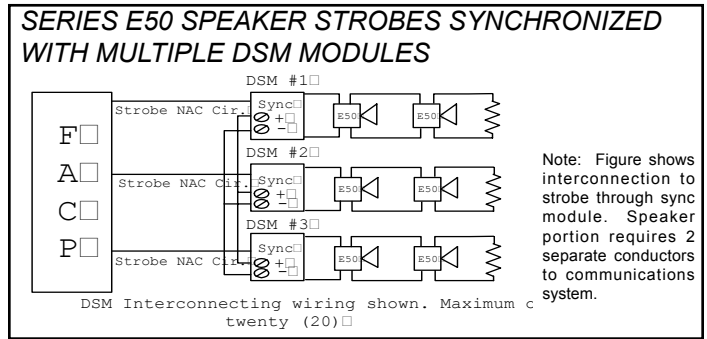 SERIES E50 SPEAKER STROBES SYNCHRONIZED
WITH MULTIPLE DSM MODULES
DSM #1
Strobe NAC Cir.
Sync
+
-
E50
E50
F
A
C
P
DSM #2
Strobe NAC Cir.
Sync
+
-
E50
E50
DSM #3
Strobe NAC Cir.
Sync
+
-
E50
E50
Note: Figure shows
interconnection to
strobe through sync
module. Speaker
portion requires 2
separate conductors
to communications
system.
DSM Interconnecting wiring shown. Maximum
twenty (20)